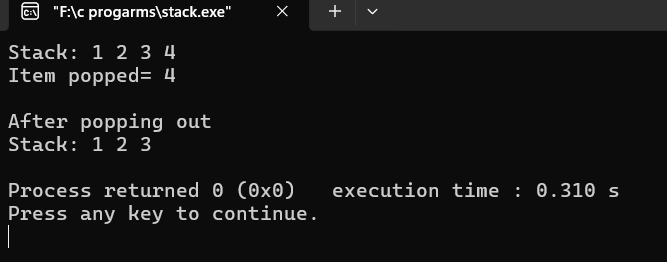 "F:\c progarms\stack.exe"
Stack: 1 2 3 4
Item popped= 4
After popping out
Stack: 1 2 3
Process returned 0 (0x0)   execution time : 0.310 s
Press any key to continue.